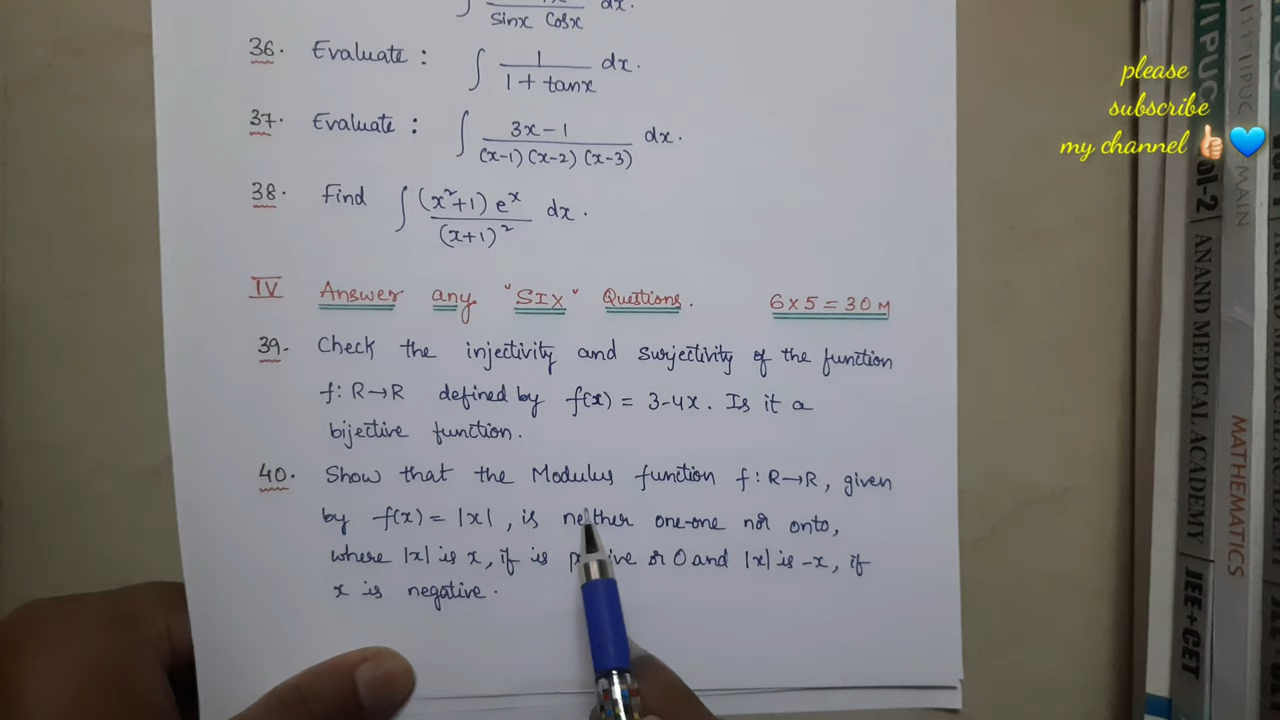 sinx cosx dx.
36. Evaluate : ∫ 1 / 1 + tanx dx.
37. Evaluate : ∫ 3x-1 / (x-1) (x-2) (x-3) dx.
38. Find ∫ (x²+1) eˣ / (x+1)² dx.
IV Answer any "SIX" Questions. 6 x 5 = 30 M
39. Check the injectivity and surjectivity of the function
f: R→R defined by f(x) = 3-4x. Is it a
bijective function.
40. Show that the Modulus function f: R→R, given
by f(x) = |x|, is neither one-one nor onto,
where |x| is x, if is or 0 and |x| is -x, if
x is negative.
please
subscribe
my channel 👍🏻💙
ANAND MEDICAL ACADEMY
JEE+CET
MATHEMATICS